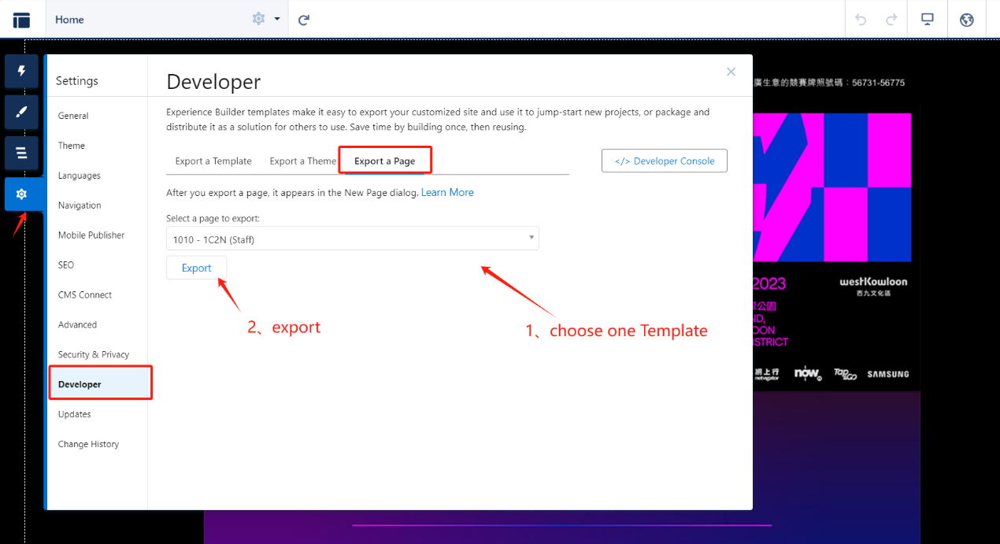 Home
Settings
General
Theme
Languages
Navigation
Mobile Publisher
SEO
CMS Connect
Advanced
Security & Privacy
Developer
Updates
Change History
Developer
Experience Builder templates make it easy to export your customized site and use it to jump-start new projects, or package and
distribute it as a solution for others to use. Save time by building once, then reusing.
Export a Template Export a Theme Export a Page
</> Developer Console
After you export a page, it appears in the New Page dialog. Learn More
Select a page to export:
1010 - 1C2N (Staff)
Export
2、export
1、choose one Template
廣生意的競賽牌照號碼：56731-56775
2023
westKowloon
西九文化區
公園
ND,
OON
ISTRICT
網上行
netvigator
now
Tap&Go
SAMSUNG